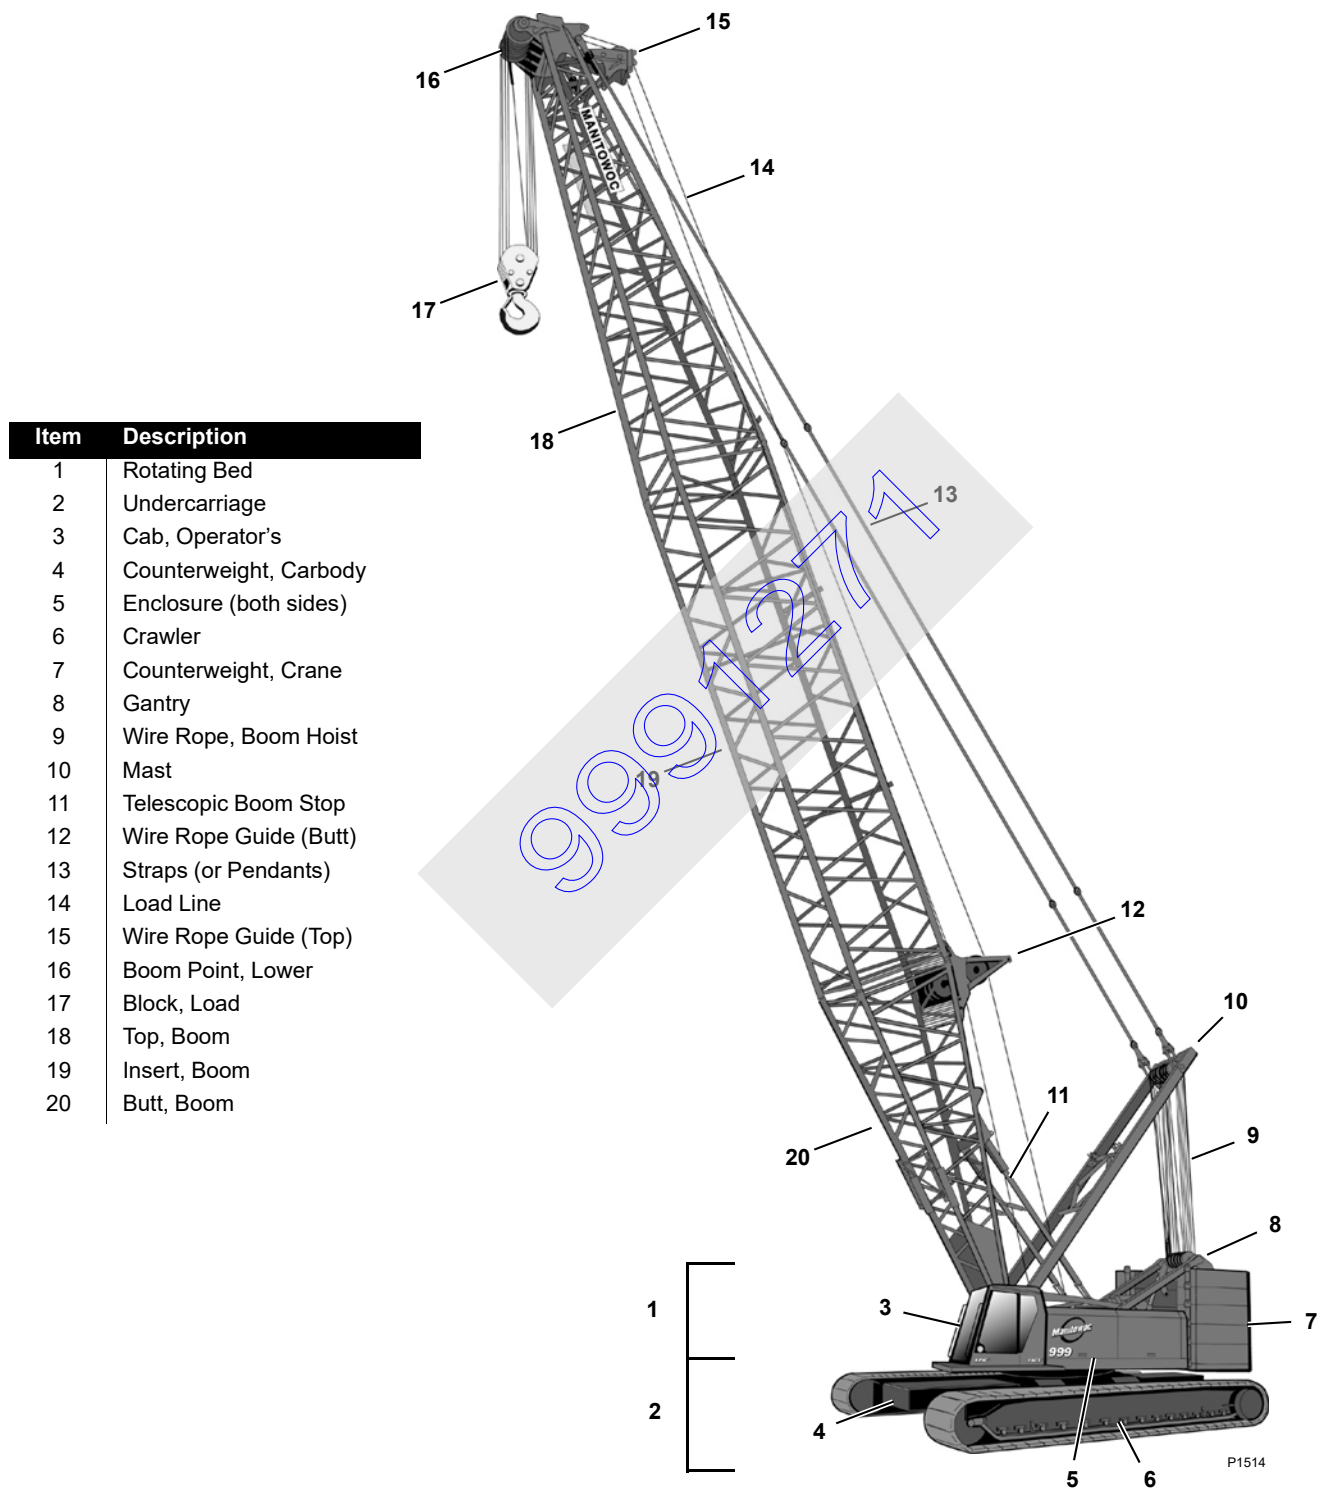 15
16
MANITOWOC
14
17
18
Item Description
1 Rotating Bed
2 Undercarriage
3 Cab, Operator’s
4 Counterweight, Carbody
5 Enclosure (both sides)
6 Crawler
7 Counterweight, Crane
8 Gantry
9 Wire Rope, Boom Hoist
10 Mast
11 Telescopic Boom Stop
12 Wire Rope Guide (Butt)
13 Straps (or Pendants)
14 Load Line
15 Wire Rope Guide (Top)
16 Boom Point, Lower
17 Block, Load
18 Top, Boom
19 Insert, Boom
20 Butt, Boom
13
9991271
19
12
10
11
9
20
8
1
3
7
Manitowoc
999
2
4
5
6
P1514